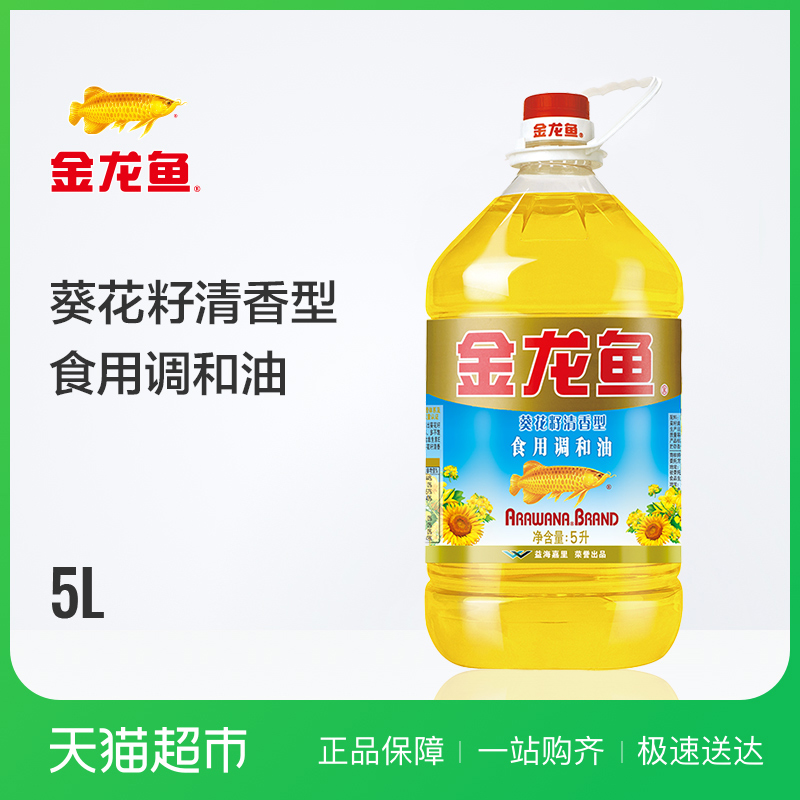 金龙鱼®
葵花籽清香型
食用调和油
5L
金龙鱼®
金龙鱼®
葵花籽清香型
食用调和油
ARAWANA®BRAND
净含量:5升
益海嘉里 荣誉出品
天猫超市 正品保障 | 一站购齐 | 极速送达